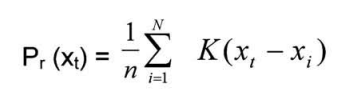 Pr (xt) = 1/n ∑ i=1 N K(xt − xi)